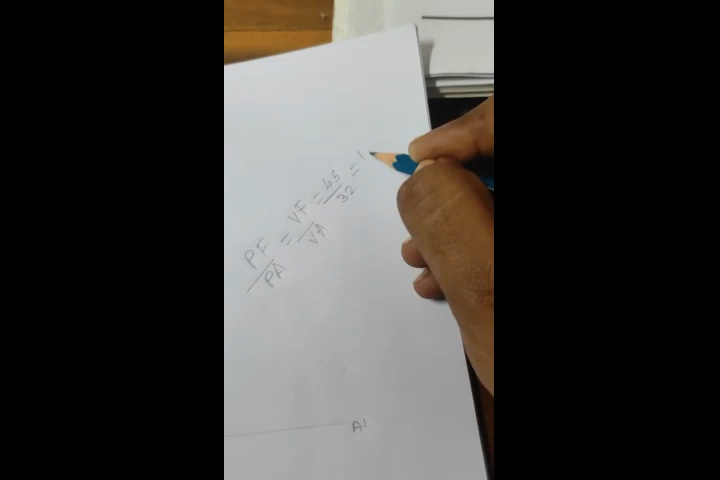 PF/PA = VF/VA = 45/32 = 1
A1